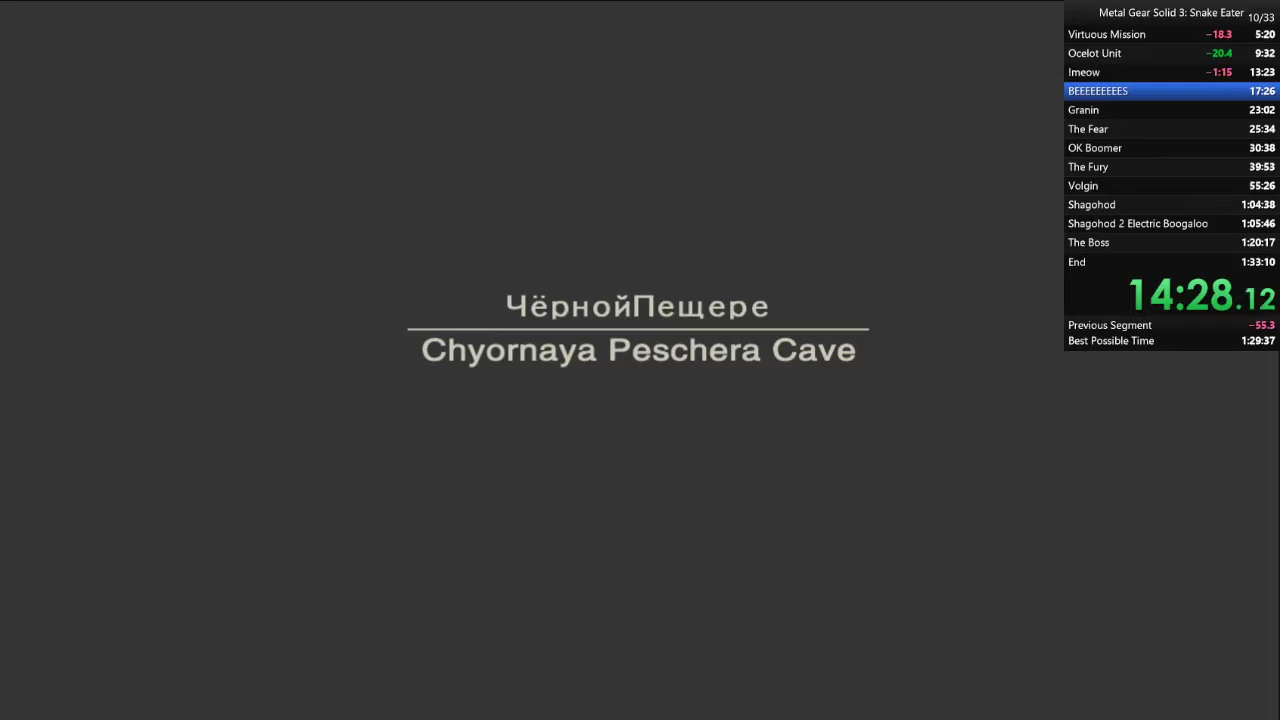 Metal Gear Solid 3: Snake Eater 10/33
Virtuous Mission −18.3 5:20
Ocelot Unit −20.4 9:32
!meow −1:15 13:23
BEEEEEEEEES 17:26
Granin 23:02
The Fear 25:34
OK Boomer 30:38
The Fury 39:53
Volgin 55:26
Shagohod 1:04:38
Shagohod 2 Electric Boogaloo 1:05:46
The Boss 1:20:17
End 1:33:10
14:28.12
Previous Segment −55.3
Best Possible Time 1:29:37
ЧёрнойПещере
Chyornaya Peschera Cave